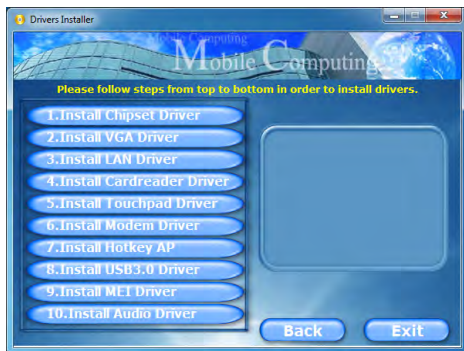 Drivers Installer
Mobile Computing
Mobile Computing
Please follow steps from top to bottom in order to install drivers.
1.Install Chipset Driver
2.Install VGA Driver
3.Install LAN Driver
4.Install Cardreader Driver
5.Install Touchpad Driver
6.Install Modem Driver
7.Install Hotkey AP
8.Install USB3.0 Driver
9.Install MEI Driver
10.Install Audio Driver
Back Exit